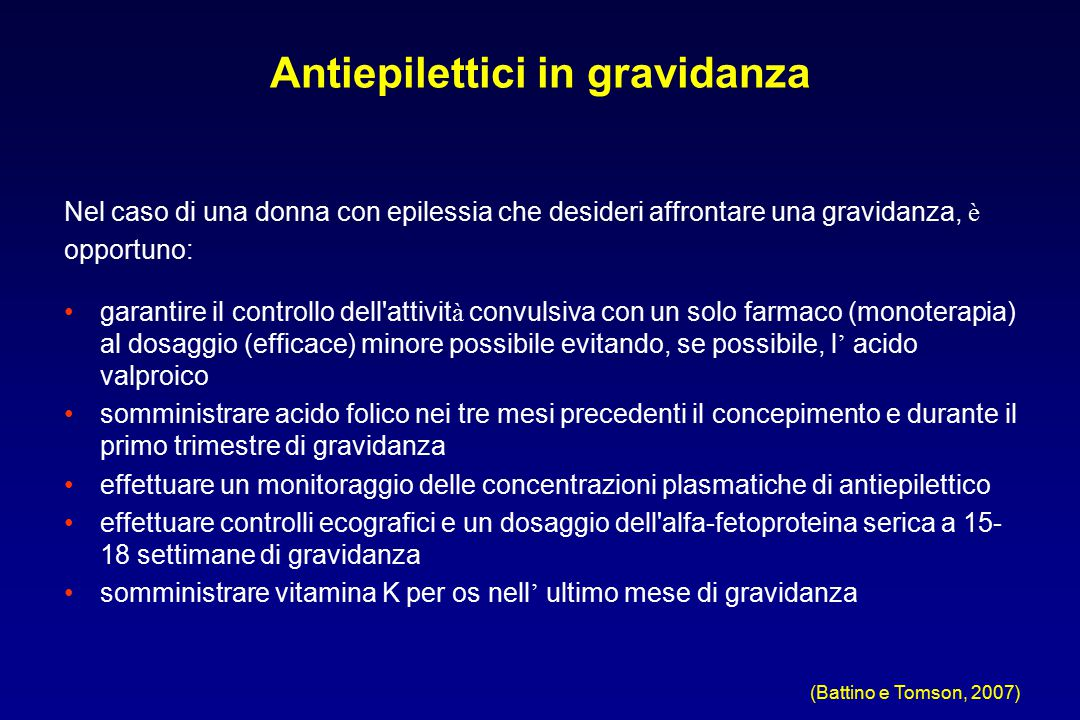 Antiepilettici in gravidanza
Nel caso di una donna con epilessia che desideri affrontare una gravidanza, è
opportuno:
• garantire il controllo dell'attività convulsiva con un solo farmaco (monoterapia)
al dosaggio (efficace) minore possibile evitando, se possibile, l’ acido
valproico
• somministrare acido folico nei tre mesi precedenti il concepimento e durante il
primo trimestre di gravidanza
• effettuare un monitoraggio delle concentrazioni plasmatiche di antiepilettico
• effettuare controlli ecografici e un dosaggio dell'alfa-fetoproteina serica a 15-
18 settimane di gravidanza
• somministrare vitamina K per os nell’ ultimo mese di gravidanza
(Battino e Tomson, 2007)